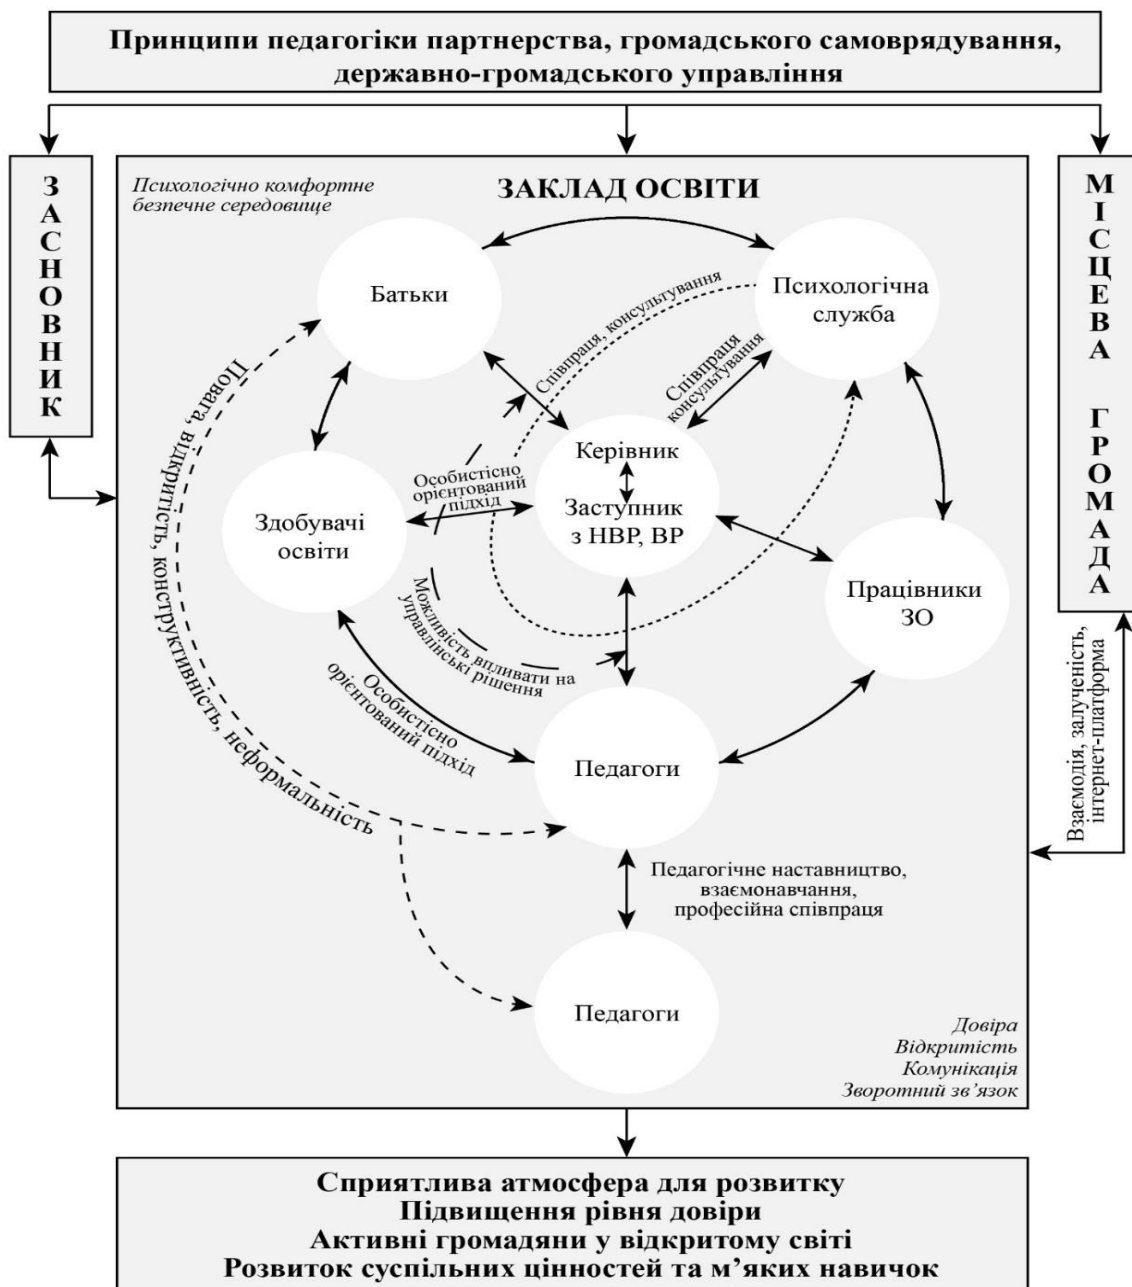 Принципи педагогіки партнерства, громадського самоврядування,
державно-громадського управління
ЗАСНОВНИК
Психологічно комфортне
безпечне середовище
ЗАКЛАД ОСВІТИ
МІСЦЕВА ГРОМАДА
Батьки
Психологічна
служба
Співпраця, консультування
Співпраця
консультування
Повага, відкритість, конструктивність, неформальність
Керівник
Заступник
з НВР, ВР
Особистісно
орієнтований
підхід
Здобувачі
освіти
Працівники
ЗО
Можливість впливати на
управлінські рішення
Особистісно
орієнтований підхід
Педагоги
Взаємодія, залученість,
інтернет-платформа
Педагогічне наставництво,
взаємонавчання,
професійна співпраця
Педагоги
Довіра
Відкритість
Комунікація
Зворотний зв’язок
Сприятлива атмосфера для розвитку
Підвищення рівня довіри
Активні громадяни у відкритому світі
Розвиток суспільних цінностей та м’яких навичок